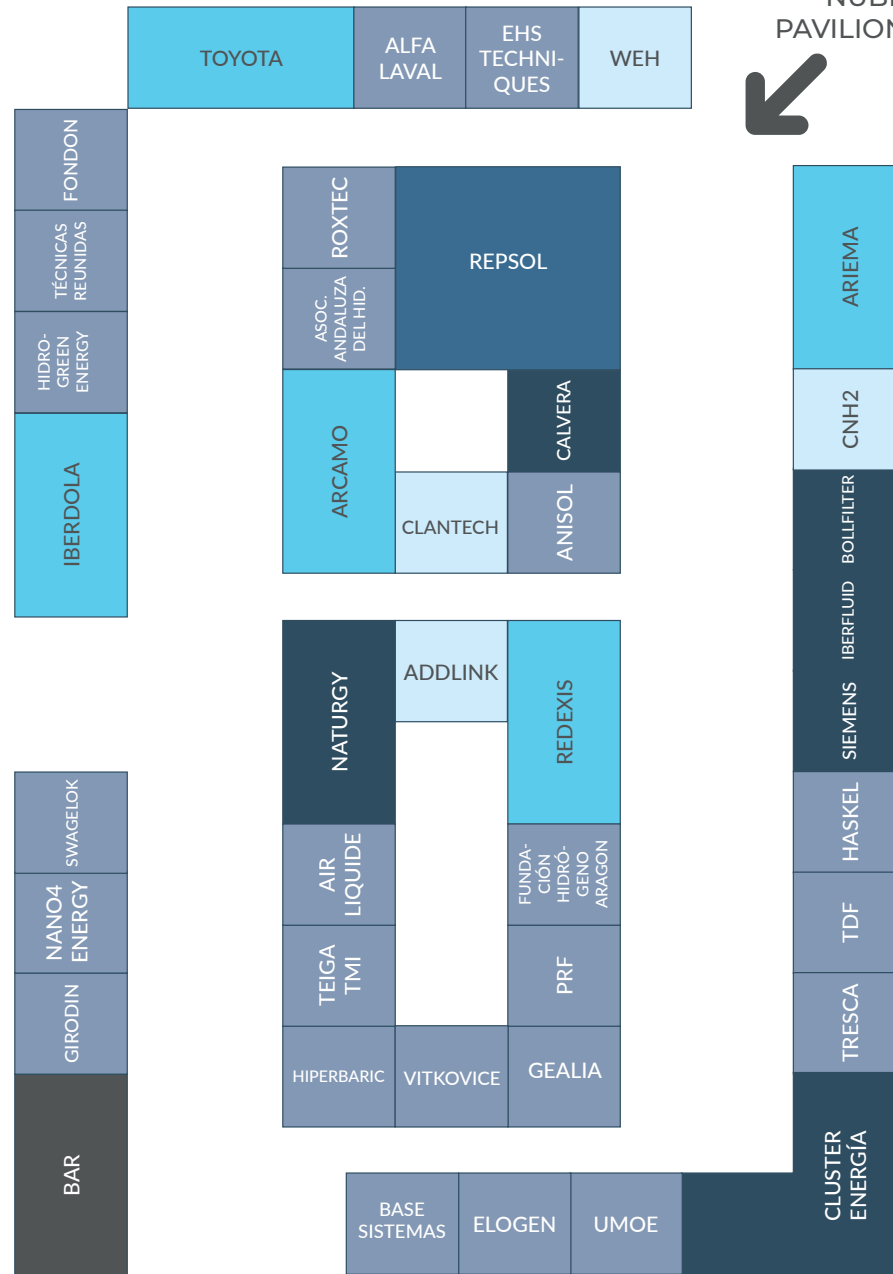 PAVILION
TOYOTA
ALFA
LAVAL
EHS
TECHNI-
QUES
WEH
FONDON
TÉCNICAS
REUNIDAS
HIDRO-
GREEN
ENERGY
IBERDOLA
ROXTEC
ASOC.
ANDALUZA
DEL HID.
REPSOL
ARCAMO
CALVERA
CLANTECH
ANISOL
ARIEMA
CNH2
BOLLFILTER
IBERFLUID
SIEMENS
HASKEL
TDF
TRESCA
CLUSTER
ENERGÍA
NATURGY
ADDLINK
REDEXIS
AIR
LIQUIDE
FUNDA-
CIÓN
HIDRÓ-
GENO
ARAGON
TEIGA
TMI
PRF
HIPERBARIC
VITKOVICE
GEALIA
SWAGELOK
NANO4
ENERGY
GIRODIN
BAR
BASE
SISTEMAS
ELOGEN
UMOE